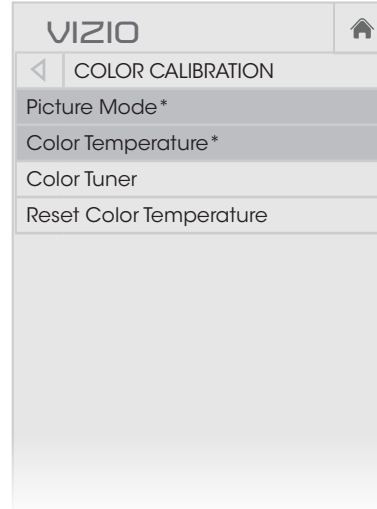 VIZIO
COLOR CALIBRATION
Picture Mode*
Color Temperature*
Color Tuner
Reset Color Temperature